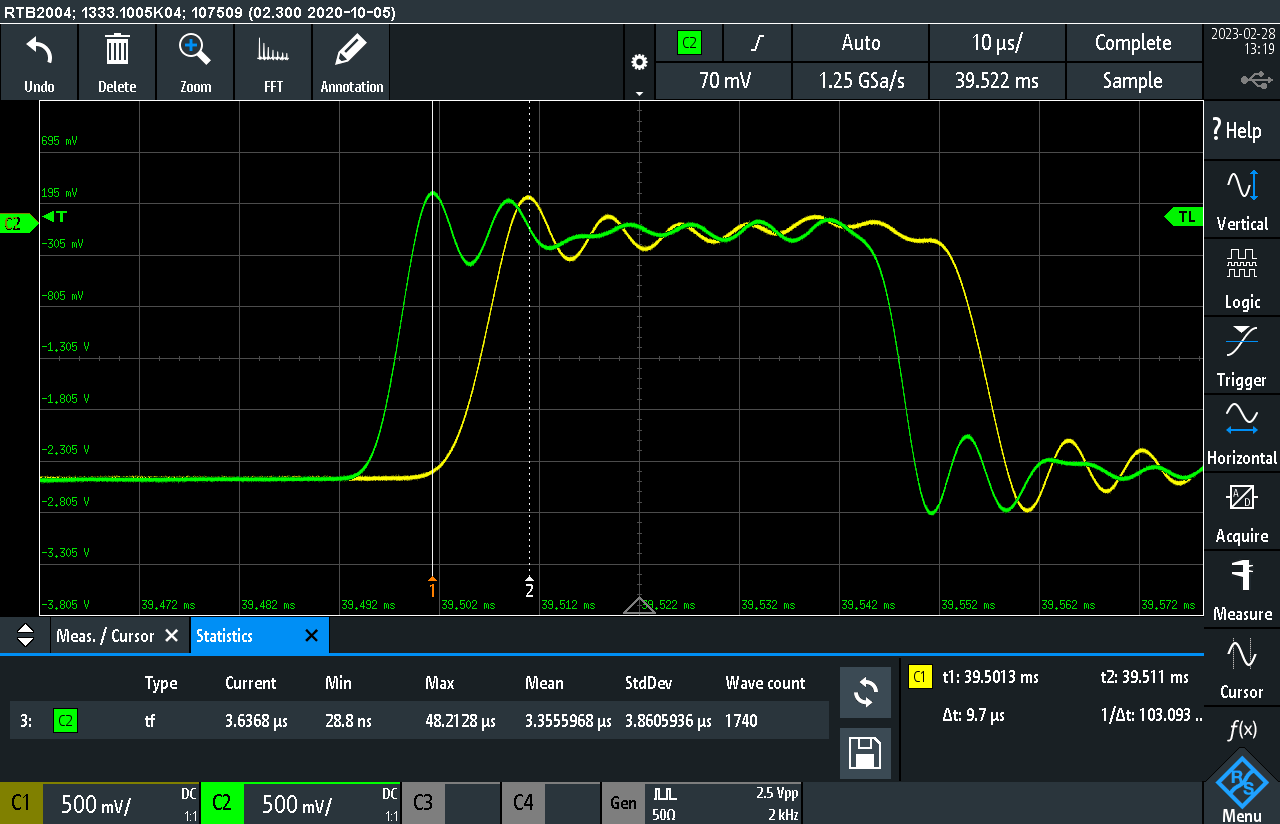 RTB2004; 1333.1005K04; 107509 (02.300 2020-10-05)
Undo Delete Zoom FFT Annotation
C2 Auto 10 µs/ Complete
70 mV 1.25 GSa/s 39.522 ms Sample
2023-02-28
13:19
695 mV
195 mV
C2 T TL
-305 mV
-805 mV
-1.305 V
-1.805 V
-2.305 V
-2.805 V
-3.305 V
1 2
-3.805 V 39.472 ms 39.482 ms 39.492 ms 39.502 ms 39.512 ms 39.522 ms 39.532 ms 39.542 ms 39.552 ms 39.562 ms 39.572 ms
? Help
Vertical
Logic
Trigger
Horizontal
A/D
Acquire
Measure
Cursor
f(x)
R&S
Menu
Meas. / Cursor Statistics
Type Current Min Max Mean StdDev Wave count
3: C2 tf 3.6368 µs 28.8 ns 48.2128 µs 3.3555968 µs 3.8605936 µs 1740
C1 t1: 39.5013 ms t2: 39.511 ms
Δt: 9.7 µs 1/Δt: 103.093 ..
C1 500 mV/ DC 1:1
C2 500 mV/ DC 1:1
C3
C4
Gen 2.5 Vpp
50Ω 2 kHz